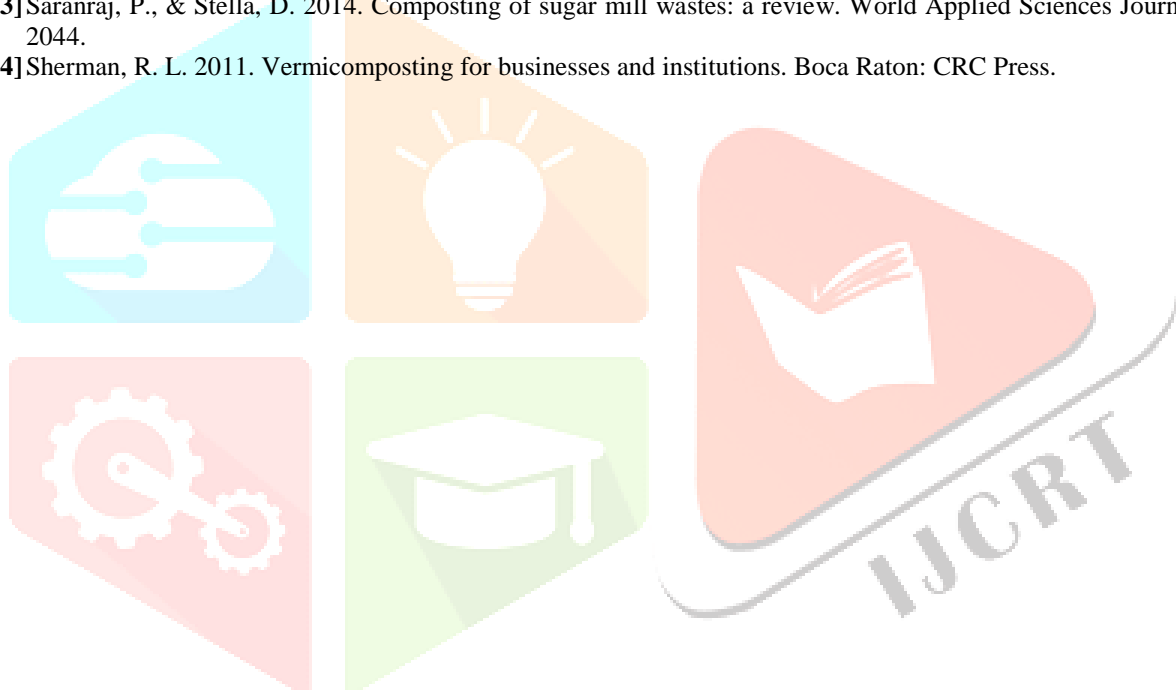 3] Saranraj, P., & Stella, D. 2014. Composting of sugar mill wastes: a review. World Applied Sciences Journ
2044.
4] Sherman, R. L. 2011. Vermicomposting for businesses and institutions. Boca Raton: CRC Press.
IJCRT